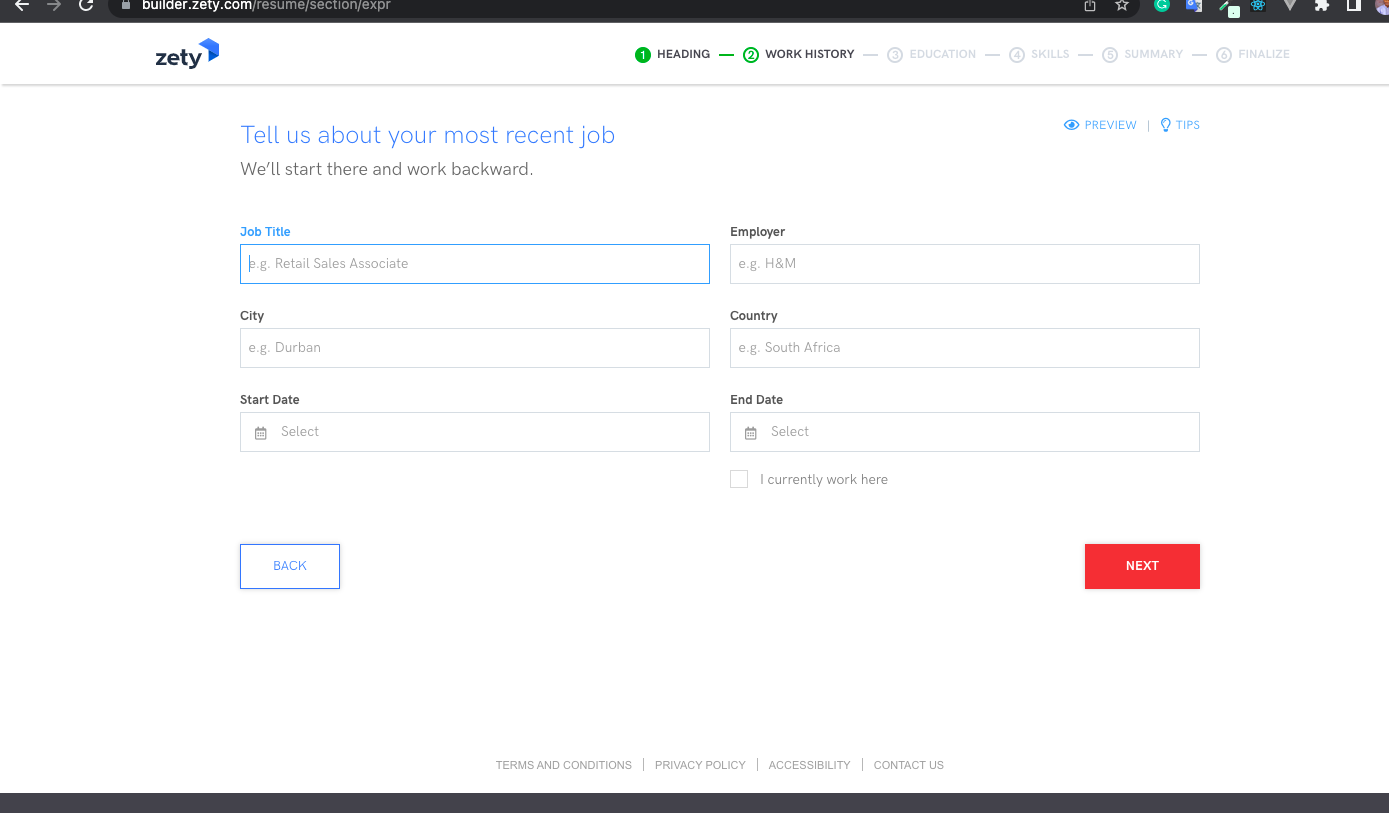 builder.zety.com/resume/section/expr
zety
1 HEADING 2 WORK HISTORY 3 EDUCATION 4 SKILLS 5 SUMMARY 6 FINALIZE
Tell us about your most recent job
PREVIEW | TIPS
We’ll start there and work backward.
Job Title
Employer
e.g. Retail Sales Associate
e.g. H&M
City
Country
e.g. Durban
e.g. South Africa
Start Date
End Date
Select
Select
I currently work here
BACK
NEXT
TERMS AND CONDITIONS | PRIVACY POLICY | ACCESSIBILITY | CONTACT US